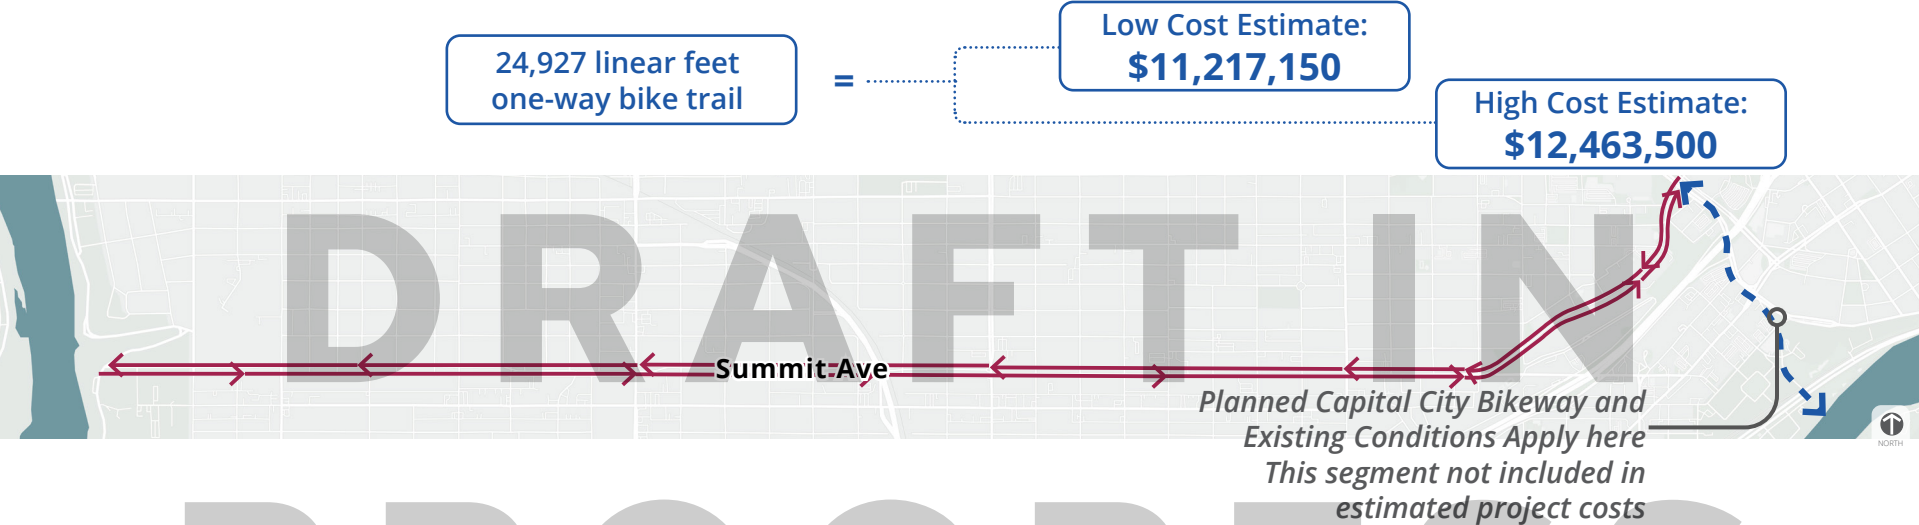 24,927 linear feet
one-way bike trail
=
Low Cost Estimate:
$11,217,150
High Cost Estimate:
$12,463,500
DRAFT IN
Summit Ave
Planned Capital City Bikeway and
Existing Conditions Apply here
This segment not included in
estimated project costs
NORTH
PROGRESS